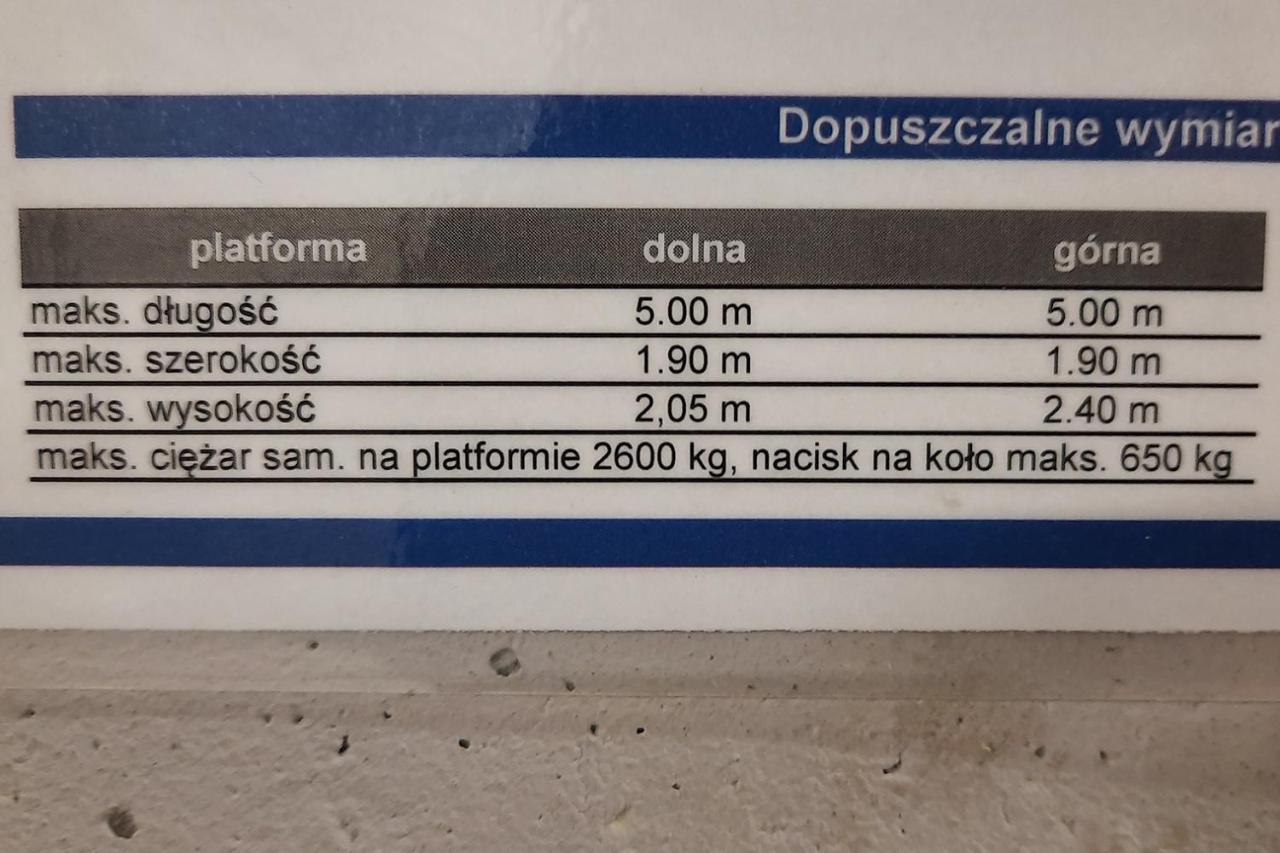 Dopuszczalne wymiar
platforma dolna górna
maks. długość 5.00 m 5.00 m
maks. szerokość 1.90 m 1.90 m
maks. wysokość 2,05 m 2.40 m
maks. ciężar sam. na platformie 2600 kg, nacisk na koło maks. 650 kg